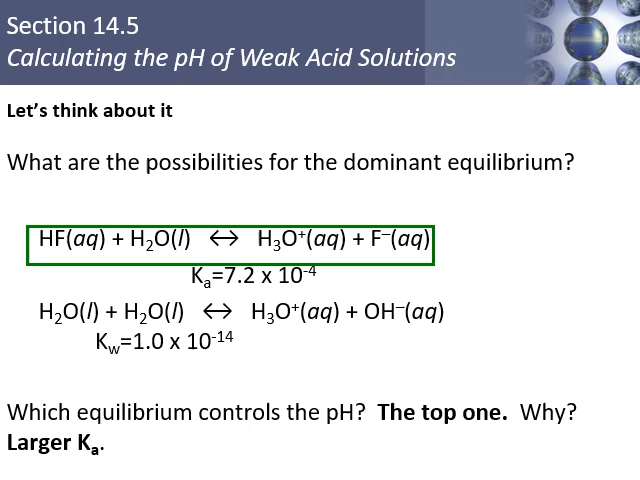 Section 14.5
Calculating the pH of Weak Acid Solutions
Let’s think about it
What are the possibilities for the dominant equilibrium?
HF(aq) + H₂O(l) ↔ H₃O⁺(aq) + F⁻(aq)
Kₐ=7.2 x 10⁻⁴
H₂O(l) + H₂O(l) ↔ H₃O⁺(aq) + OH⁻(aq)
K_w=1.0 x 10⁻¹⁴
Which equilibrium controls the pH? The top one. Why?
Larger Kₐ.